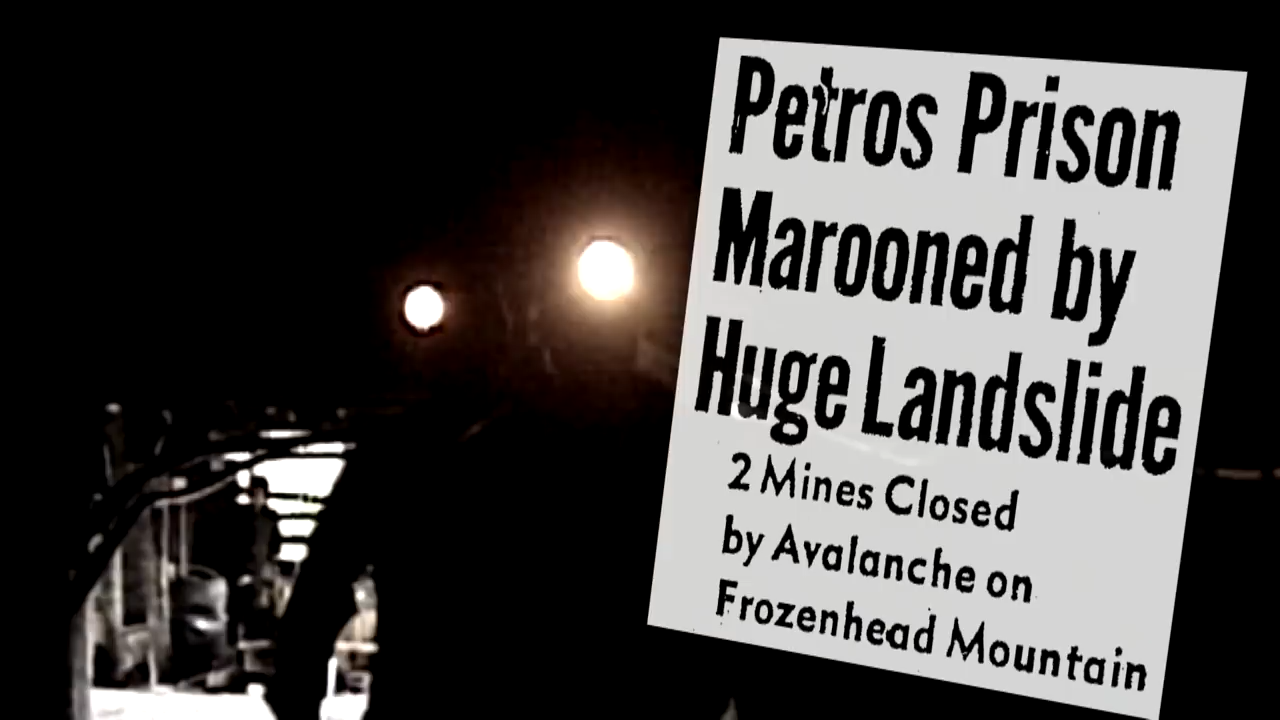 Petros Prison
Marooned by
Huge Landslide
2 Mines Closed
by Avalanche on
Frozenhead Mountain